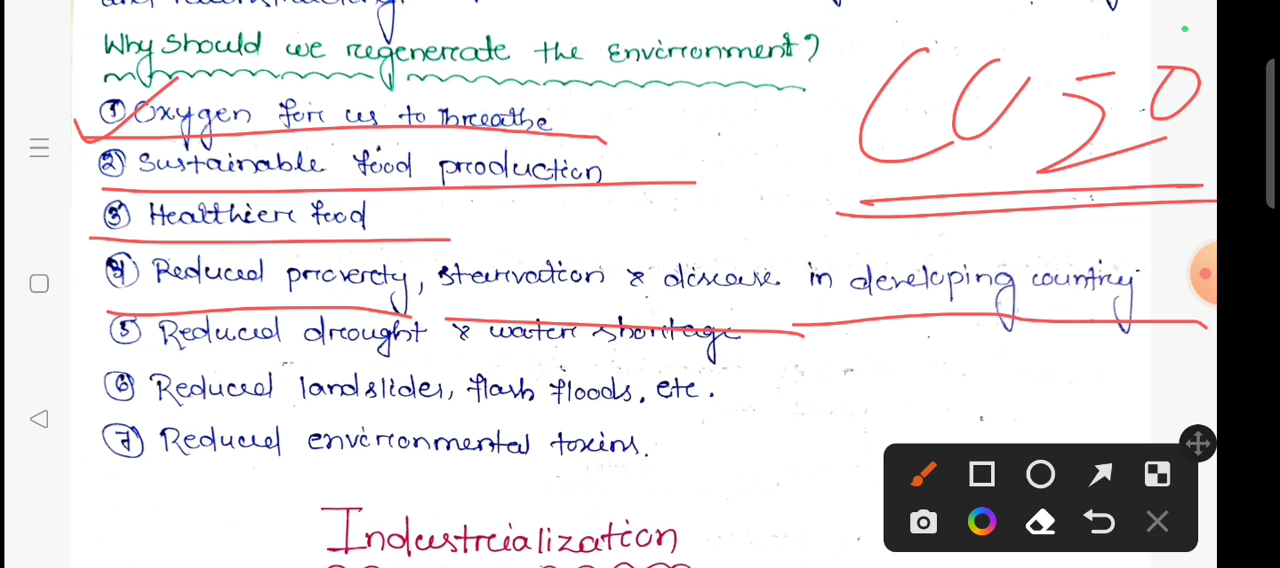 Why should we regenerate the Environment?
① Oxygen for us to breathe
② Sustainable food production
③ Healthier food
④ Reduced proverty, starvation & disease in developing country
⑤ Reduced drought & water shortage
⑥ Reduced landslides, flash floods, etc.
⑦ Reduced environmental toxins.
Industrialization